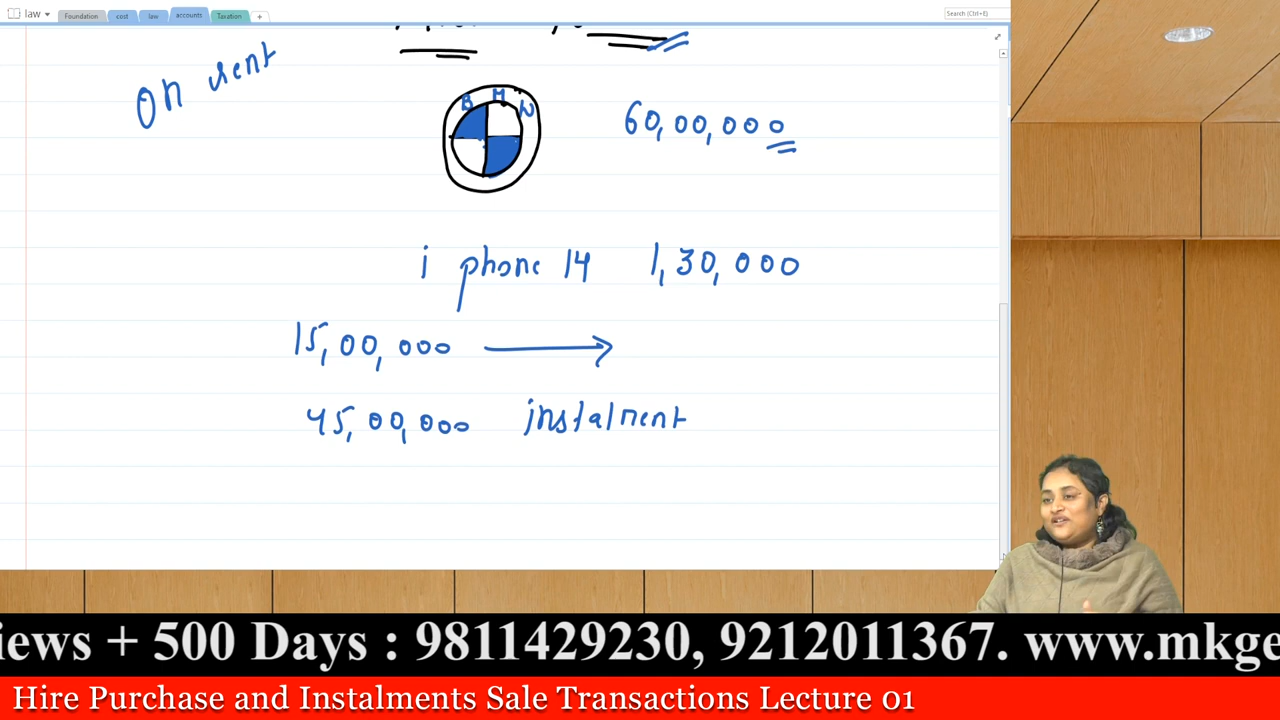 law
Foundation
cost
law
accounts
Taxation
Search (Ctrl+E)
On rent
B M W
60,00,000
i phone 14 1,30,000
15,00,000
45,00,000 instalment
iews + 500 Days : 9811429230, 9212011367. www.mkge
Hire Purchase and Instalments Sale Transactions Lecture 01